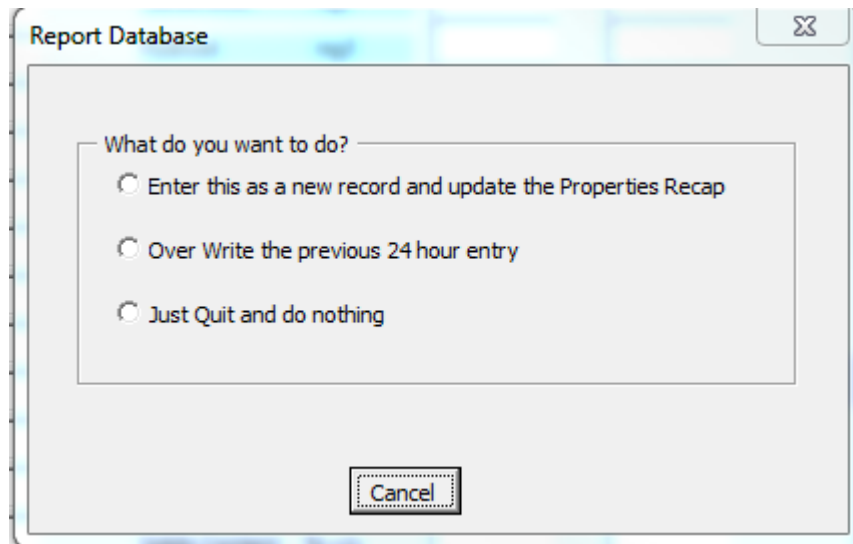 Report Database
What do you want to do?
Enter this as a new record and update the Properties Recap
Over Write the previous 24 hour entry
Just Quit and do nothing
Cancel